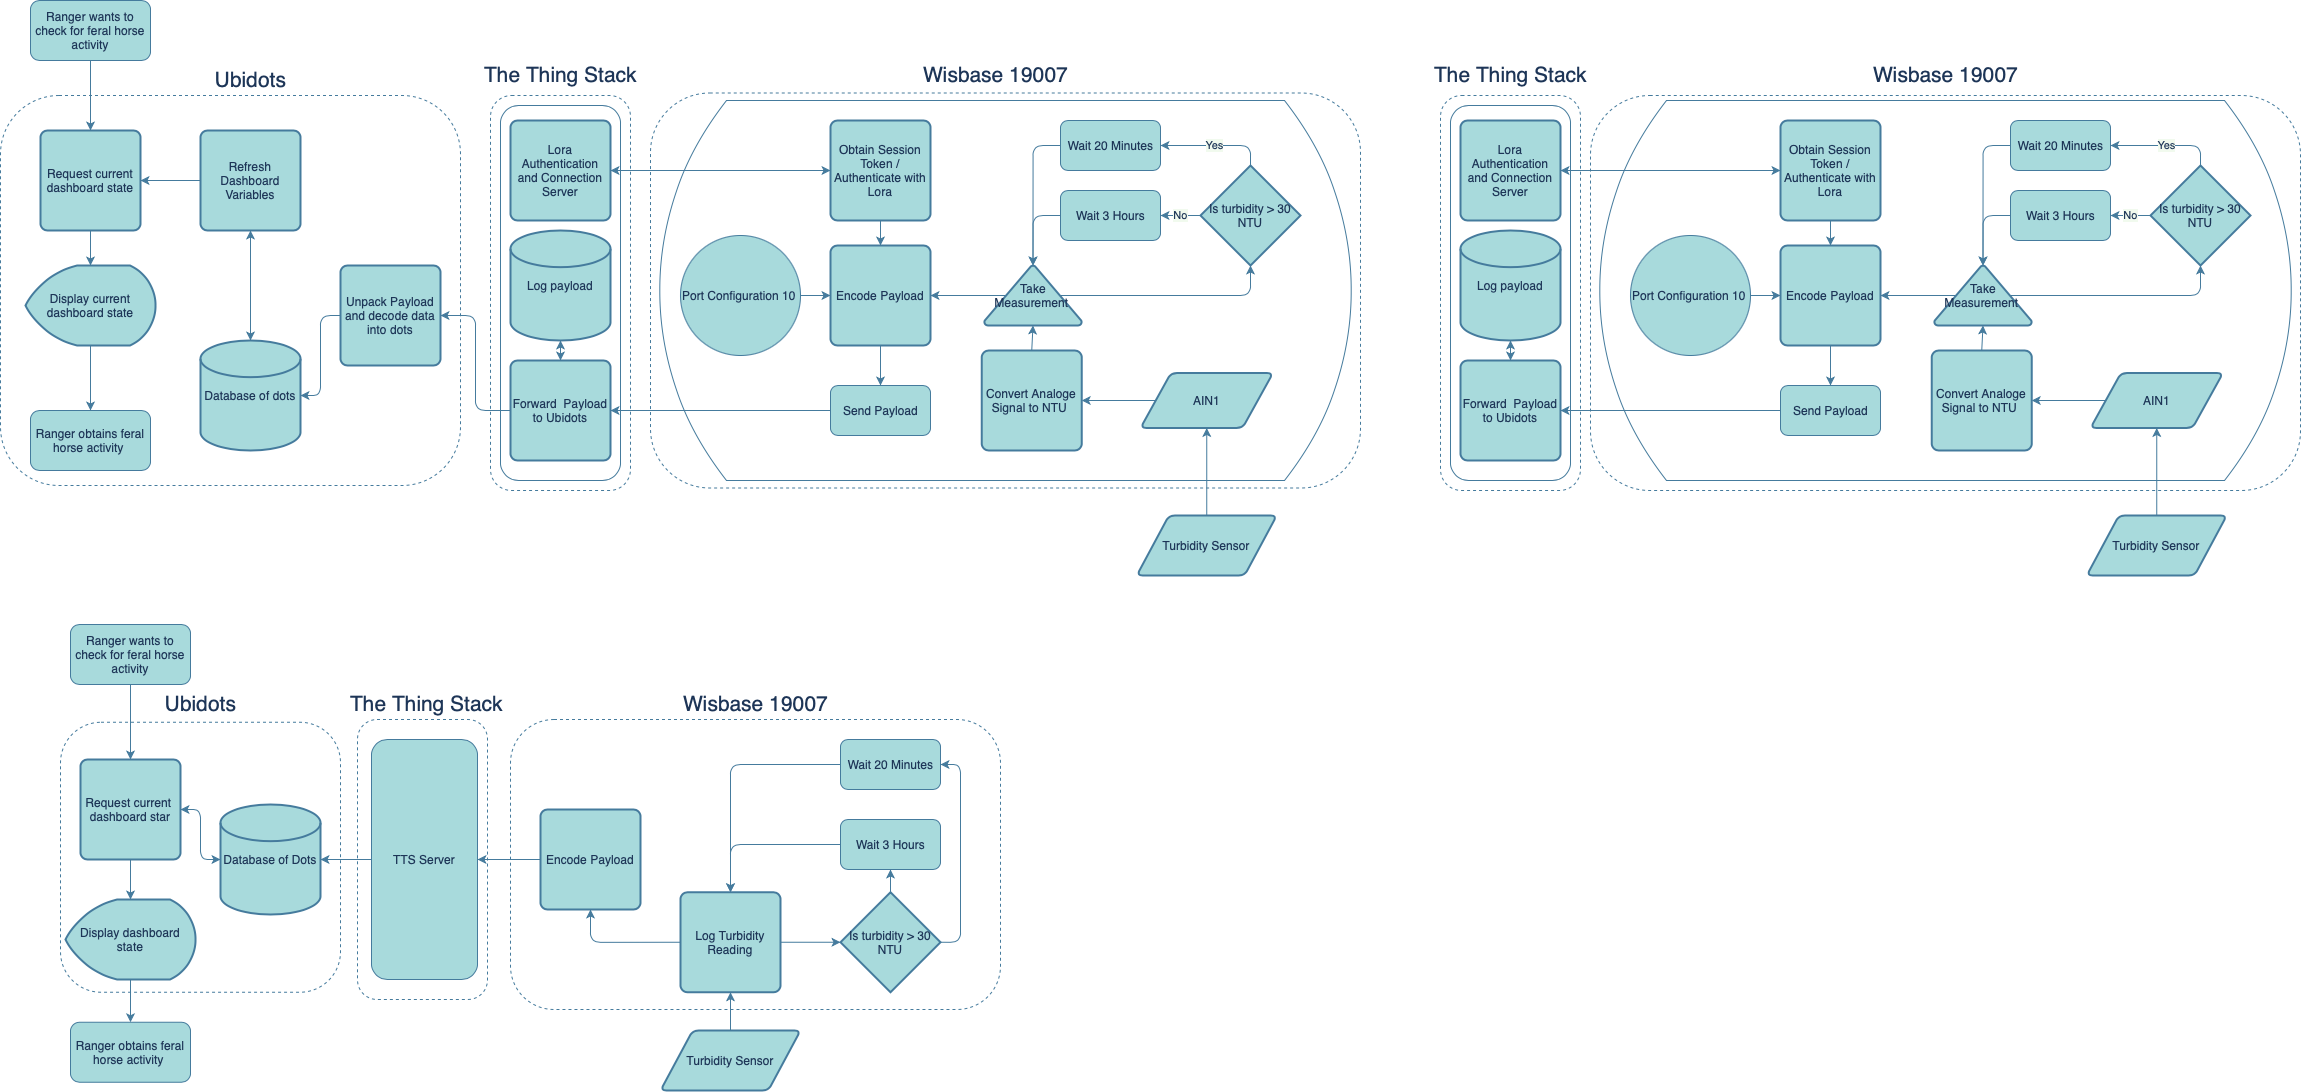 Ranger wants to
check for feral horse
activity
Ubidots
Request current
dashboard state
Refresh
Dashboard
Variables
Display current
dashboard state
Unpack Payload
and decode data
into dots
Database of dots
Ranger obtains feral
horse activity
The Thing Stack
Lora
Authentication
and Connection
Server
Log payload
Forward Payload
to Ubidots
Wisbase 19007
Obtain Session
Token /
Authenticate with
Lora
Wait 20 Minutes
Yes
Wait 3 Hours
No
Is turbidity > 30
NTU
Port Configuration 10
Encode Payload
Take
Measurement
Send Payload
Convert Analoge
Signal to NTU
AIN1
Turbidity Sensor
The Thing Stack
Lora
Authentication
and Connection
Server
Log payload
Forward Payload
to Ubidots
Wisbase 19007
Obtain Session
Token /
Authenticate with
Lora
Wait 20 Minutes
Yes
Wait 3 Hours
No
Is turbidity > 30
NTU
Port Configuration 10
Encode Payload
Take
Measurement
Send Payload
Convert Analoge
Signal to NTU
AIN1
Turbidity Sensor
Ranger wants to
check for feral horse
activity
Ubidots
Request current
dashboard star
Database of Dots
Display dashboard
state
Ranger obtains feral
horse activity
The Thing Stack
TTS Server
Wisbase 19007
Wait 20 Minutes
Wait 3 Hours
Encode Payload
Log Turbidity
Reading
Is turbidity > 30
NTU
Turbidity Sensor